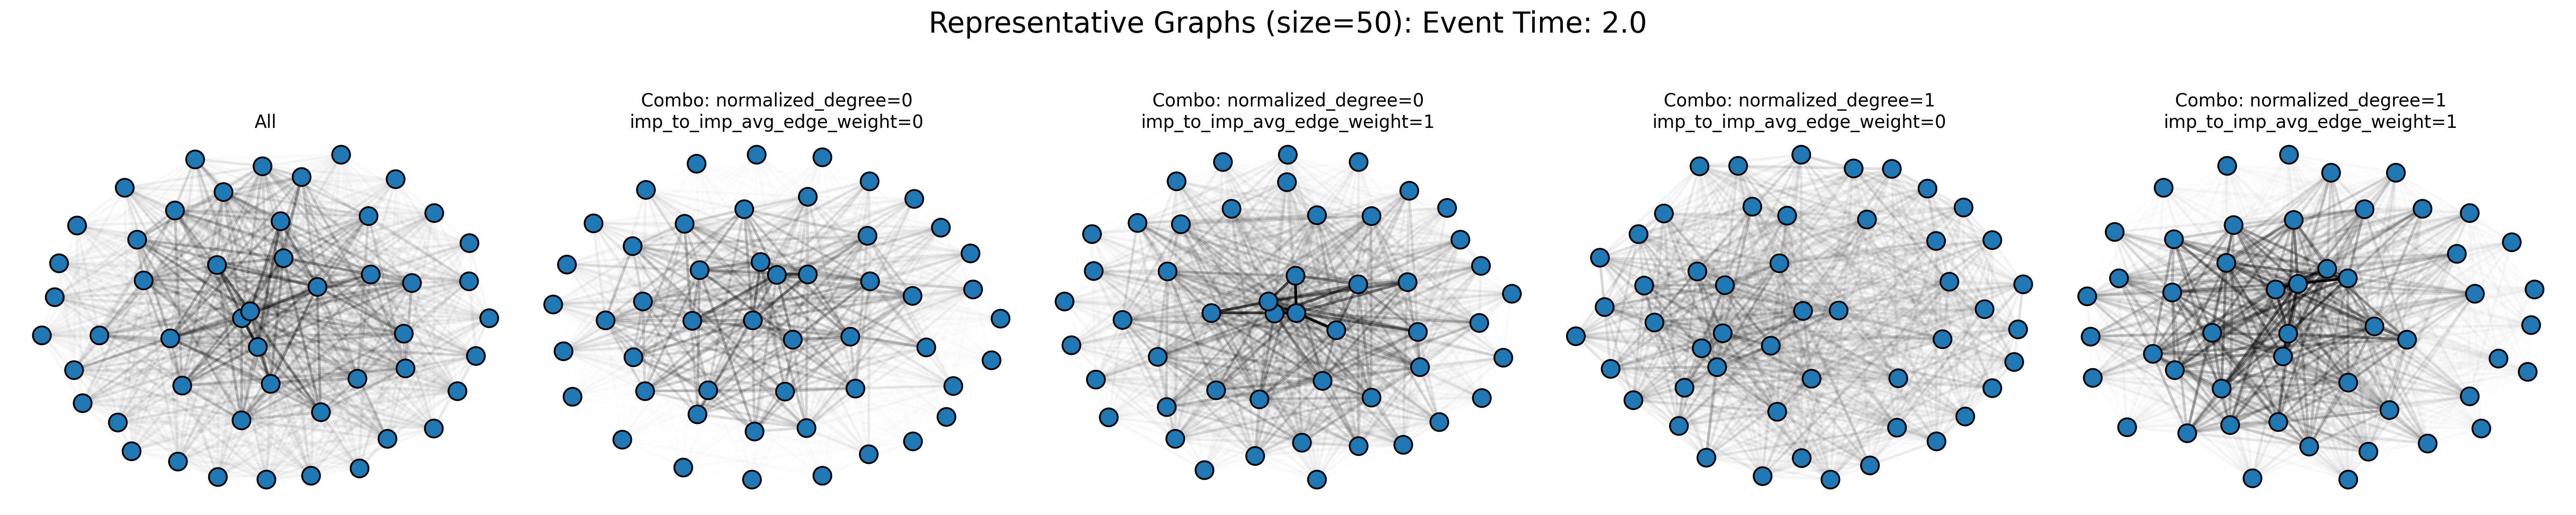 Representative Graphs (size=50): Event Time: 2.0
All
Combo: normalized_degree=0
imp_to_imp_avg_edge_weight=0
Combo: normalized_degree=0
imp_to_imp_avg_edge_weight=1
Combo: normalized_degree=1
imp_to_imp_avg_edge_weight=0
Combo: normalized_degree=1
imp_to_imp_avg_edge_weight=1